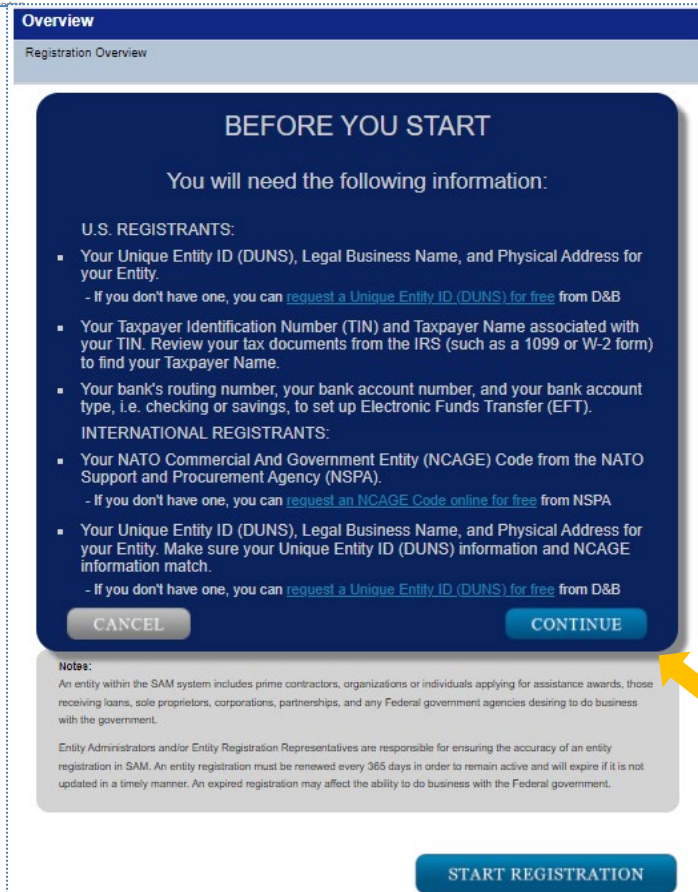 Overview
Registration Overview
BEFORE YOU START
You will need the following information:
U.S. REGISTRANTS:
▪ Your Unique Entity ID (DUNS), Legal Business Name, and Physical Address for
your Entity.
- If you don't have one, you can request a Unique Entity ID (DUNS) for free from D&B
▪ Your Taxpayer Identification Number (TIN) and Taxpayer Name associated with
your TIN. Review your tax documents from the IRS (such as a 1099 or W-2 form)
to find your Taxpayer Name.
▪ Your bank's routing number, your bank account number, and your bank account
type, i.e. checking or savings, to set up Electronic Funds Transfer (EFT).
INTERNATIONAL REGISTRANTS:
▪ Your NATO Commercial And Government Entity (NCAGE) Code from the NATO
Support and Procurement Agency (NSPA).
- If you don't have one, you can request an NCAGE Code online for free from NSPA
▪ Your Unique Entity ID (DUNS), Legal Business Name, and Physical Address for
your Entity. Make sure your Unique Entity ID (DUNS) information and NCAGE
information match.
- If you don't have one, you can request a Unique Entity ID (DUNS) for free from D&B
CANCEL CONTINUE
Notes:
An entity within the SAM system includes prime contractors, organizations or individuals applying for assistance awards, those
receiving loans, sole proprietors, corporations, partnerships, and any Federal government agencies desiring to do business
with the government.
Entity Administrators and/or Entity Registration Representatives are responsible for ensuring the accuracy of an entity
registration in SAM. An entity registration must be renewed every 365 days in order to remain active and will expire if it is not
updated in a timely manner. An expired registration may affect the ability to do business with the Federal government.
START REGISTRATION